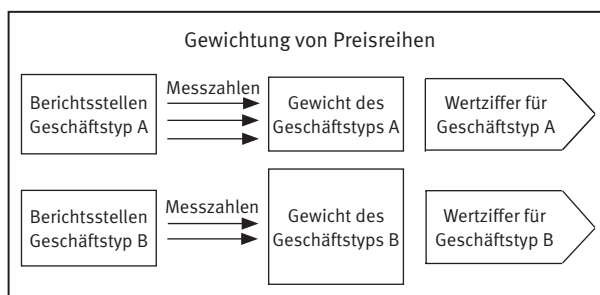 Gewichtung von Preisreihen
Messzahlen
Berichtsstellen
Geschäftstyp A
Gewicht des
Geschäftstyps A
Wertziffer für
Geschäftstyp A
Messzahlen
Berichtsstellen
Geschäftstyp B
Gewicht des
Geschäftstyps B
Wertziffer für
Geschäftstyp B